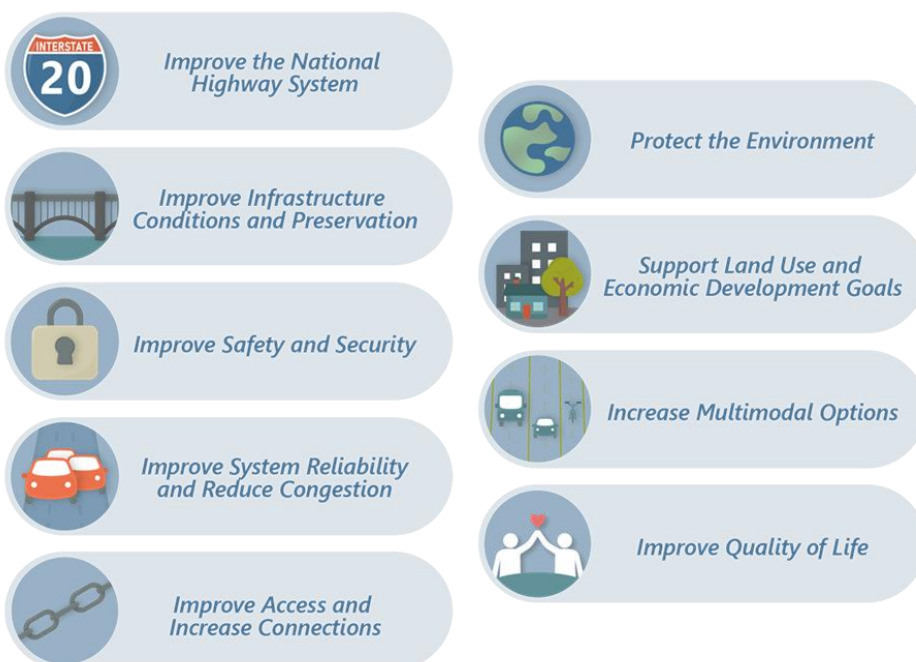 INTERSTATE
20
Improve the National
Highway System
Improve Infrastructure
Conditions and Preservation
Improve Safety and Security
Improve System Reliability
and Reduce Congestion
Improve Access and
Increase Connections
Protect the Environment
Support Land Use and
Economic Development Goals
Increase Multimodal Options
Improve Quality of Life